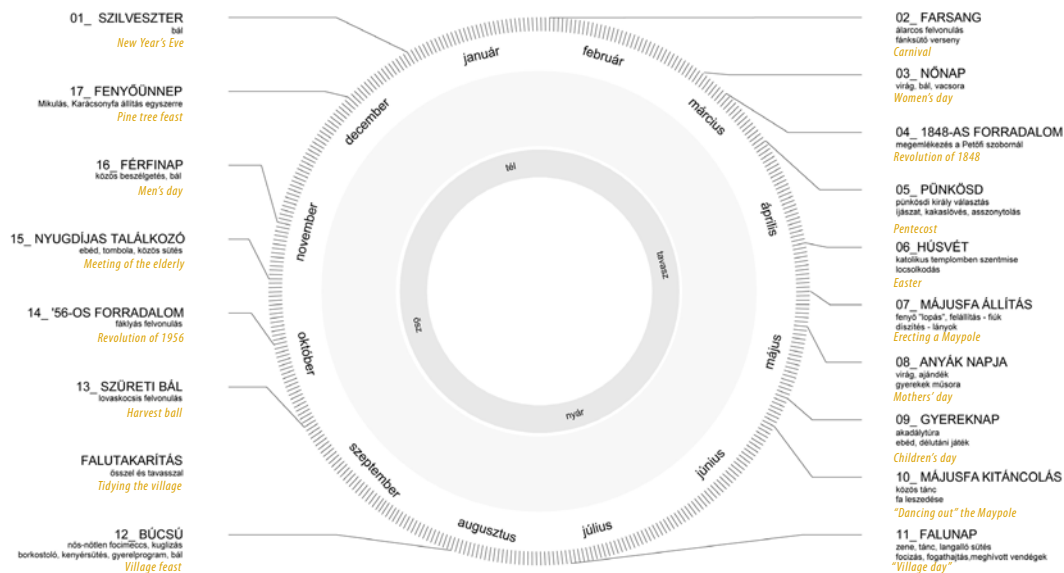 01_ SZILVESZTER
bál
New Year's Eve
17_ FENYŐÜNNEP
Mikulás, Karácsonyfa állítás egyszerre
Pine tree feast
16_ FÉRFINAP
közös beszélgetés, bál
Men's day
15_ NYUGDÍJAS TALÁLKOZÓ
ebéd, tombola, közös sütés
Meeting of the elderly
14_ '56-OS FORRADALOM
fáklyás felvonulás
Revolution of 1956
13_ SZÜRETI BÁL
lovaskocsis felvonulás
Harvest ball
FALUTAKARÍTÁS
ősszel és tavasszal
Tidying the village
12_ BÚCSÚ
nős-nőtlen focimeccs, kuglizás
borkostoló, kenyérsütés, gyerelprogram, bál
Village feast
január
február
március
április
május
június
július
augusztus
szeptember
október
november
december
tél
tavasz
nyár
ősz
02_ FARSANG
álarcos felvonulás
fánksütő verseny
Carnival
03_ NŐNAP
virág, bál, vacsora
Women's day
04_ 1848-AS FORRADALOM
megemlékezés a Petőfi szobornál
Revolution of 1848
05_ PÜNKÖSD
pünkösdi király választás
íjászat, kakaslövés, asszonytolás
Pentecost
06_HÚSVÉT
katolikus templomben szentmise
locsolkodás
Easter
07_ MÁJUSFA ÁLLÍTÁS
fenyő "lopás", felállítás - fiúk
díszítés - lányok
Erecting a Maypole
08_ ANYÁK NAPJA
virág, ajándék
gyerekek műsora
Mothers' day
09_ GYEREKNAP
akadálytúra
ebéd, délutáni játék
Children's day
10_ MÁJUSFA KITÁNCOLÁS
közös tánc
fa leszedése
"Dancing out" the Maypole
11_ FALUNAP
zene, tánc, langalló sütés
focizás, fogathajtás,meghívott vendégek
"Village day"